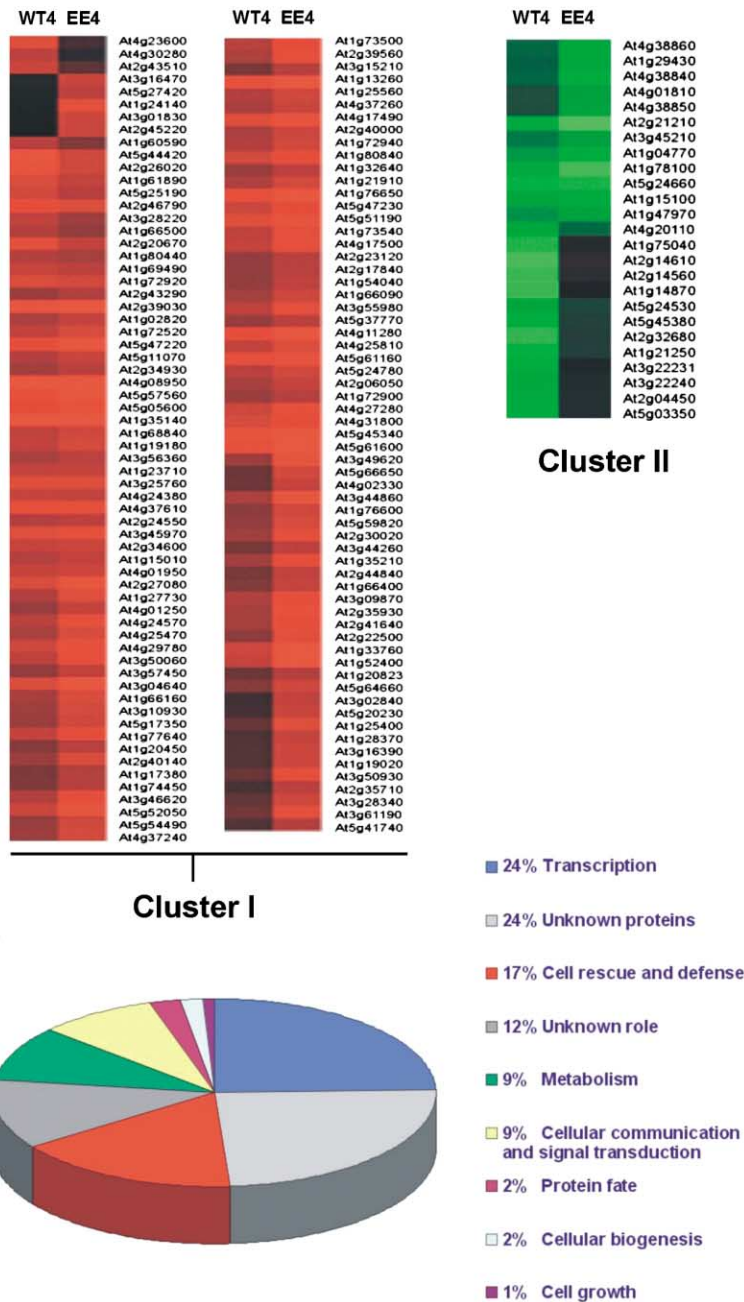 WT4 EE4
At4g23600
At4g30280
At2g43510
At3g16470
At5g27420
At1g24140
At3g01830
At2g45220
At1g60590
At5g44420
At2g26020
At1g61890
At5g25190
At2g46790
At3g28220
At1g66500
At2g20670
At1g80440
At1g69490
At1g72920
At2g43290
At2g39030
At1g02820
At1g72520
At5g47220
At5g11070
At2g34930
At4g08950
At5g57560
At5g05600
At1g35140
At1g68840
At1g19180
At3g56360
At1g23710
At3g25760
At4g24380
At4g37610
At2g24550
At3g45970
At2g34600
At1g15010
At4g01950
At2g27080
At1g27730
At4g01250
At4g24570
At4g25470
At4g29780
At3g50060
At3g57450
At3g04640
At1g66160
At3g10930
At5g17350
At1g77640
At1g20450
At2g40140
At1g17380
At1g74450
At3g46620
At5g52050
At5g54490
At4g37240
WT4 EE4
At1g73500
At2g39560
At3g15210
At1g13260
At1g25560
At4g37260
At4g17490
At2g40000
At1g72940
At1g80840
At1g32640
At1g21910
At1g76650
At5g47230
At5g51190
At1g73540
At4g17500
At2g23120
At2g17840
At1g54040
At1g66090
At3g55980
At5g37770
At4g11280
At4g25810
At5g61160
At5g24780
At2g06050
At1g72900
At4g27280
At4g31800
At5g45340
At5g61600
At3g49620
At5g66650
At4g02330
At3g44860
At1g76600
At5g59820
At2g30020
At3g44260
At1g35210
At2g44840
At1g66400
At3g09870
At2g35930
At2g41640
At2g22500
At1g33760
At1g52400
At1g20823
At5g64660
At3g02840
At5g20230
At1g25400
At1g28370
At3g16390
At1g19020
At3g50930
At2g35710
At3g28340
At3g61190
At5g41740
Cluster I
WT4 EE4
At4g38860
At1g29430
At4g38840
At4g01810
At4g38850
At2g21210
At3g45210
At1g04770
At1g78100
At5g24660
At1g15100
At1g47970
At4g20110
At1g75040
At2g14610
At2g14560
At1g14870
At5g24530
At5g45380
At2g32680
At1g21250
At3g22231
At3g22240
At2g04450
At5g03350
Cluster II
24% Transcription
24% Unknown proteins
17% Cell rescue and defense
12% Unknown role
9% Metabolism
9% Cellular communication
and signal transduction
2% Protein fate
2% Cellular biogenesis
1% Cell growth